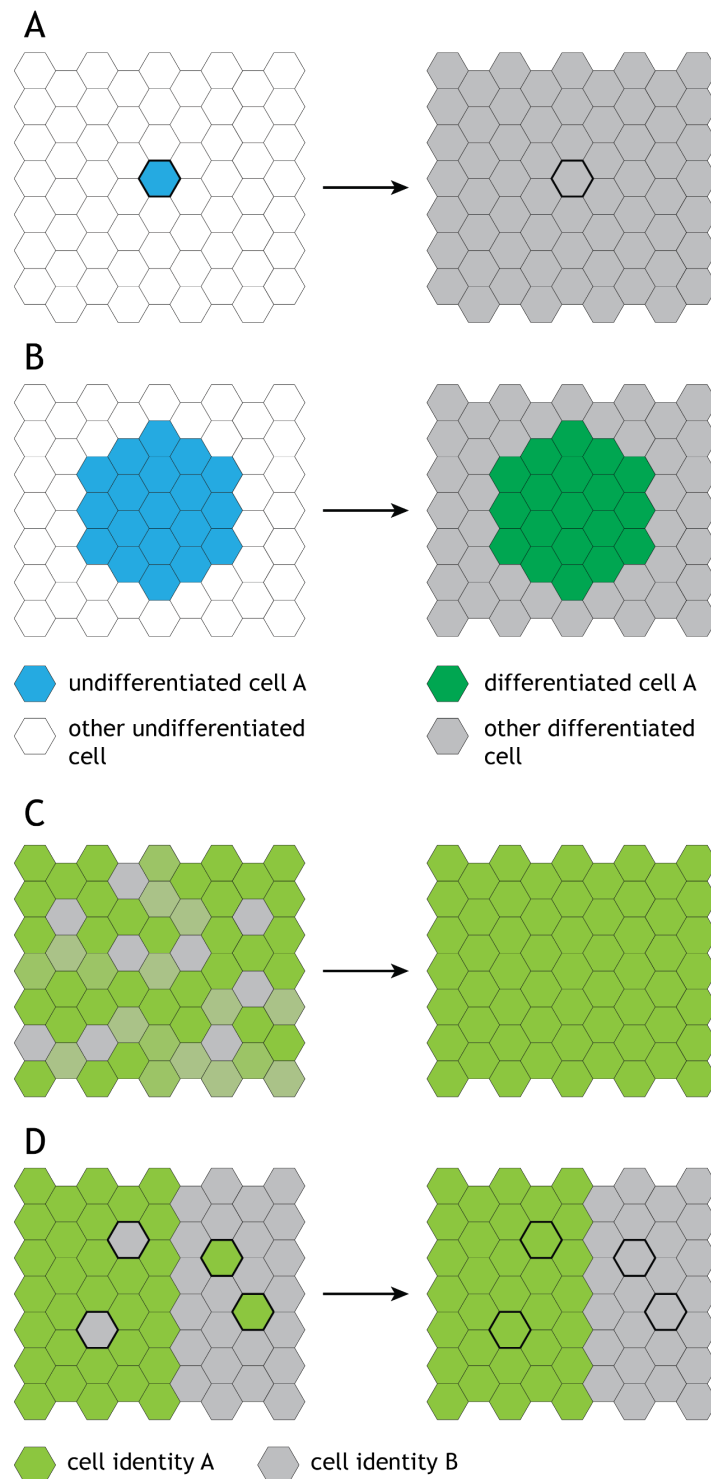 A
B
undifferentiated cell A
differentiated cell A
other undifferentiated
cell
other differentiated
cell
C
D
cell identity A
cell identity B